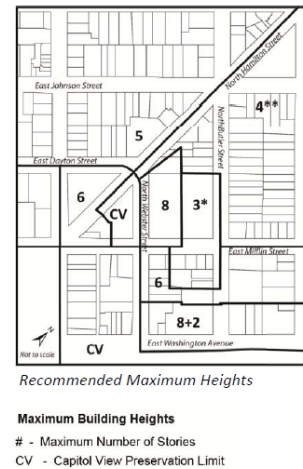 North Hamilton Street
East Johnson Street
North Butler Street
4**
5
East Dayton Street
6
CV
North Webster Street
8
3*
East Mifflin Street
6
8+2
East Washington Avenue
CV
Not to scale
Recommended Maximum Heights
Maximum Building Heights
# - Maximum Number of Stories
CV - Capitol View Preservation Limit